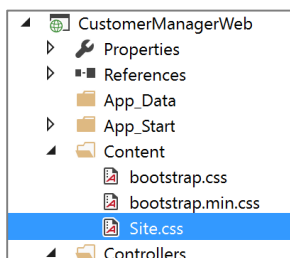 CustomerManagerWeb
Properties
References
App_Data
App_Start
Content
bootstrap.css
bootstrap.min.css
Site.css
Controllers